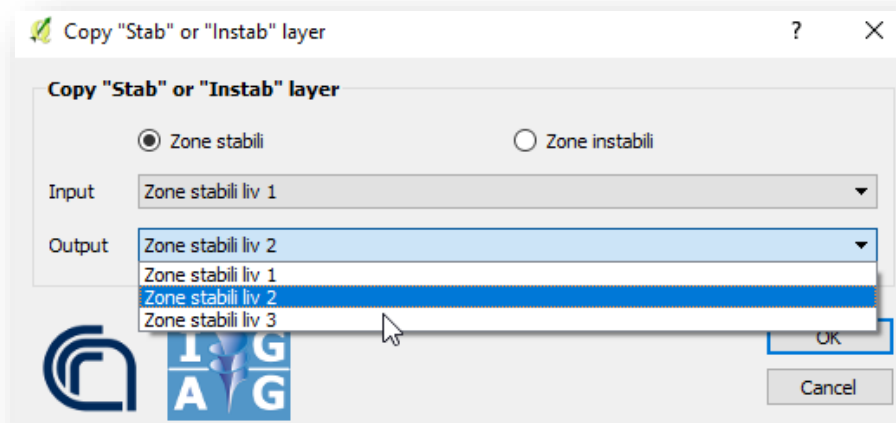 Copy "Stab" or "Instab" layer
? 
Copy "Stab" or "Instab" layer
Zone stabili Zone instabili
Input Zone stabili liv 1
Output Zone stabili liv 2
Zone stabili liv 1
Zone stabili liv 2
Zone stabili liv 3
I G
A G
OK
Cancel